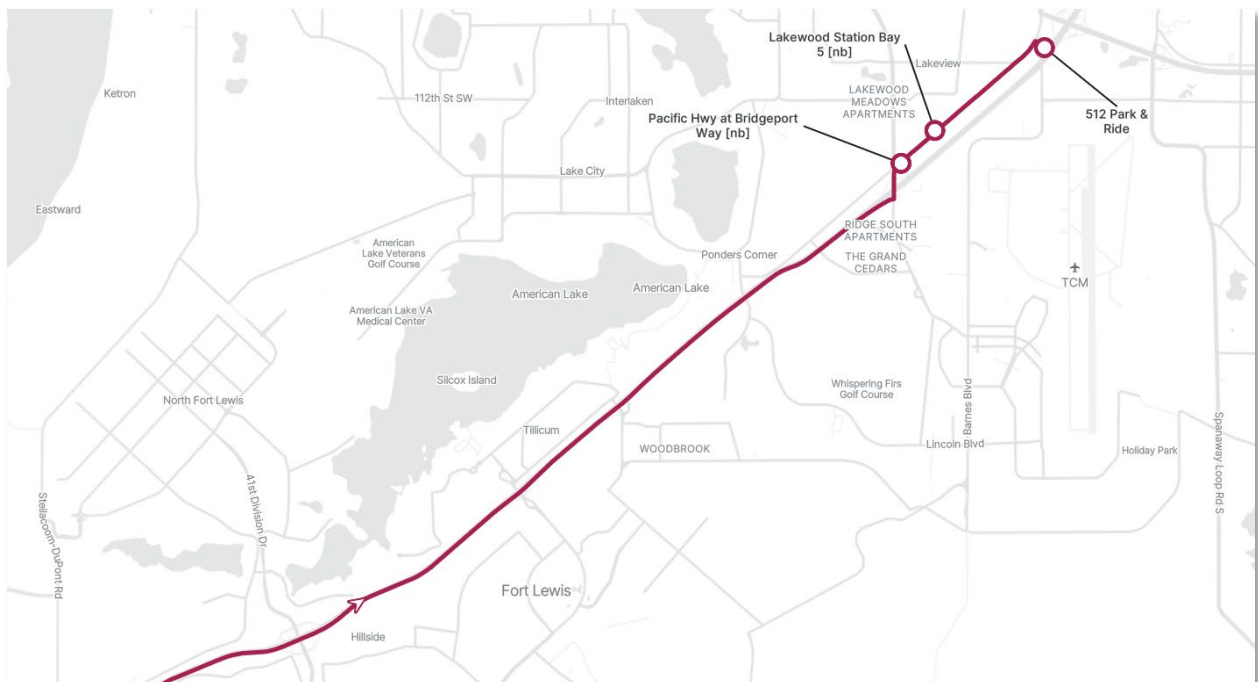 Lakewood Station Bay
5 [nb]
Lakeview
Ketron
112th St SW
Interlaken
LAKEWOOD
MEADOWS
APARTMENTS
Pacific Hwy at Bridgeport
Way [nb]
512 Park &
Ride
Lake City
Eastward
American
Lake Veterans
Golf Course
RIDGE SOUTH
APARTMENTS
Ponders Corner
THE GRAND
CEDARS
TCM
American Lake
American Lake
American Lake VA
Medical Center
Silcox Island
Whispering Firs
Golf Course
North Fort Lewis
Barnes Blvd
Tillicum
WOODBROOK
Lincoln Blvd
Holiday Park
Spanaway Loop Rd S
41st Division Dr
Steilacoom-DuPont Rd
Fort Lewis
Hillside